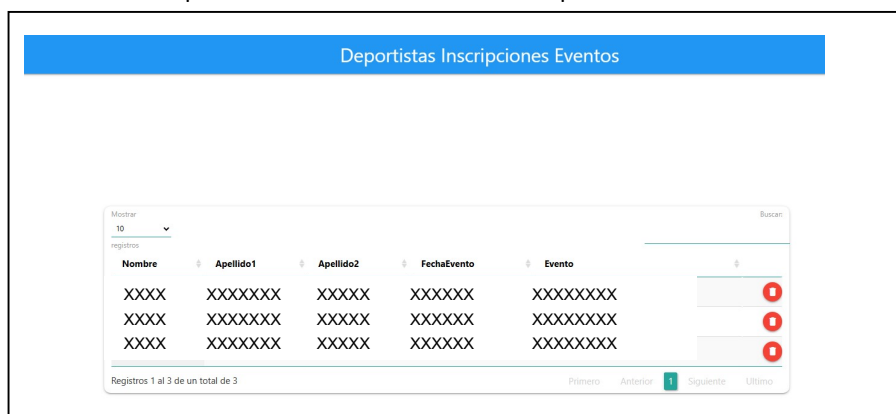 Deportistas Inscripciones Eventos
Mostrar
10
registros
Buscar:
Nombre Apellido1 Apellido2 FechaEvento Evento
XXXX XXXXXXX XXXXX XXXXXX XXXXXXXX
XXXX XXXXXXX XXXXX XXXXXX XXXXXXXX
XXXX XXXXXXX XXXXX XXXXXX XXXXXXXX
Registros 1 al 3 de un total de 3
Primero Anterior 1 Siguiente Ultimo